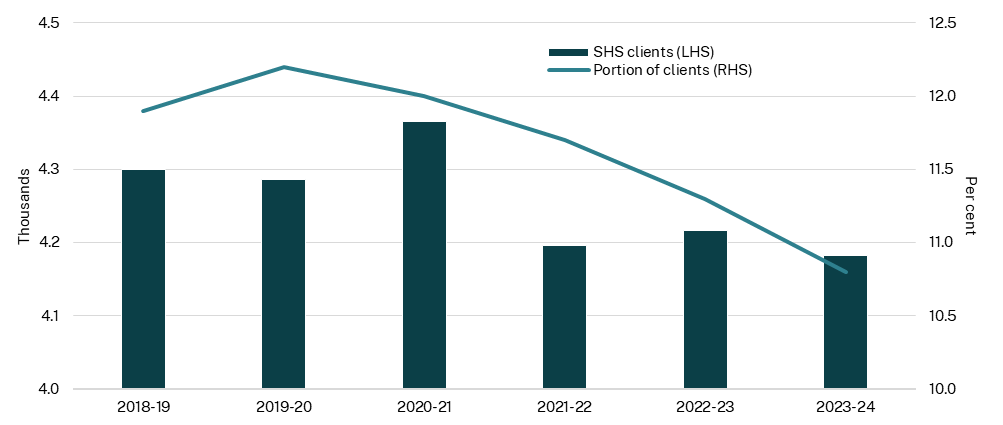 4.5
12.5
SHS clients (LHS)
Portion of clients (RHS)
4.4
12.0
4.3
11.5
Thousands
Per cent
4.2
11.0
4.1
10.5
4.0
10.0
2018-19 2019-20 2020-21 2021-22 2022-23 2023-24